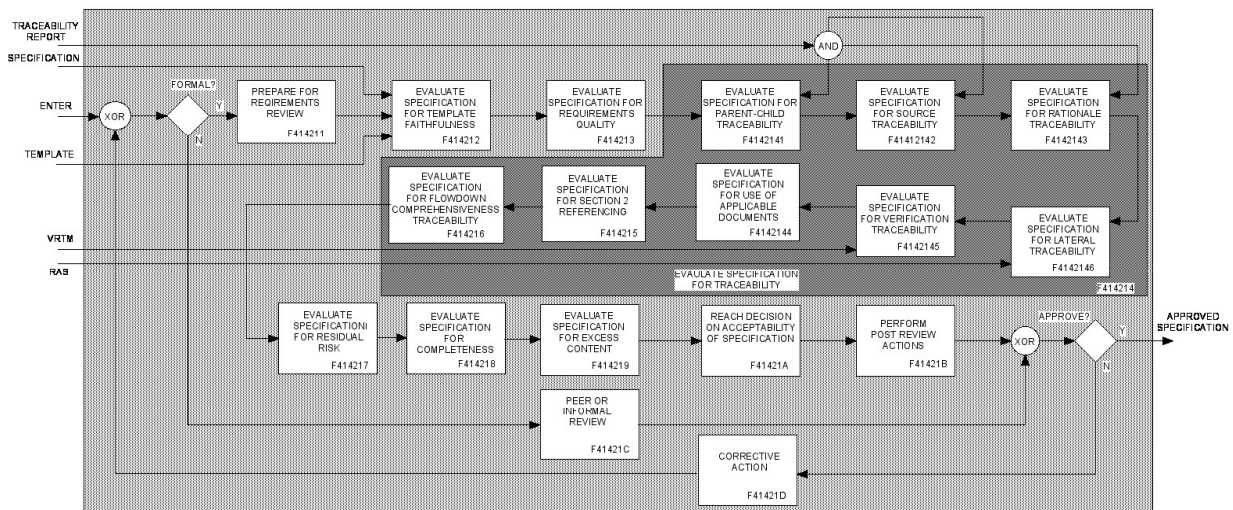 TRACEABILITY
REPORT
SPECIFICATION
ENTER
TEMPLATE
XOR
FORMAL?
Y
N
PREPARE FOR
REQIREMENTS
REVIEW
F414211
EVALUATE
SPECIFICATION
FOR TEMPLATE
FAITHFULNESS
F414212
EVALUATE
SPECIFICATION FOR
REQUIREMENTS
QUALITY
F414213
AND
EVALUATE
SPECIFICATION FOR
PARENT-CHILD
TRACEABILITY
F4142141
EVALUATE
SPECIFICATION
FOR SOURCE
TRACEABILITY
F41412142
EVALUATE
SPECIFICATION
FOR RATIONALE
TRACEABILITY
F4142143
EVALUATE
SPECIFICATION
FOR FLOWDOWN
COMPREHENSIVENESS
TRACEABILITY
F414216
EVALUATE
SPECIFICATION
FOR SECTION 2
REFERENCING
F414215
EVALUATE
SPECIFICATION
FOR USE OF
APPLICABLE
DOCUMENTS
F4142144
EVALUATE
SPECIFICATION
FOR VERIFICATION
TRACEABILITY
F4142145
EVALUATE
SPECIFICATION
FOR LATERAL
TRACEABILITY
F4142146
VRTM
RAS
EVAULATE SPECIFICATION
FOR TRACEABILITY
F414214
EVALUATE
SPECIFICATIONI
FOR RESIDUAL
RISK
F414217
EVALUATE
SPECIFICATION
FOR
COMPLETENESS
F414218
EVALUATE
SPECIFICATION
FOR EXCESS
CONTENT
F414219
REACH DECISION
ON ACCEPTABILITY
OF SPECIFICATION
F41421A
PERFORM
POST REVIEW
ACTIONS
F41421B
XOR
APPROVE?
Y
N
APPROVED
SPECIFICATION
PEER OR
INFORMAL
REVIEW
F41421C
CORRECTIVE
ACTION
F41421D